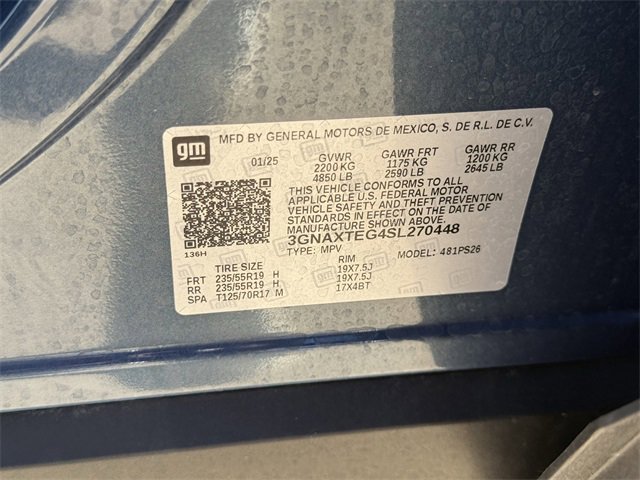 gm
MFD BY GENERAL MOTORS DE MEXICO, S. DE R.L. DE C.V.
01/25 GVWR GAWR FRT GAWR RR
2200 KG 1175 KG 1200 KG
4850 LB 2590 LB 2645 LB
THIS VEHICLE CONFORMS TO ALL
APPLICABLE U.S. FEDERAL MOTOR
VEHICLE SAFETY AND THEFT PREVENTION
STANDARDS IN EFFECT ON THE DATE OF
MANUFACTURE SHOWN ABOVE.
3GNAXTEG4SL270448
136H TYPE: MPV MODEL: 481PS26
TIRE SIZE RIM
FRT 235/55R19 H 19X7.5J
RR 235/55R19 H 19X7.5J
SPA T125/70R17 M 17X4BT